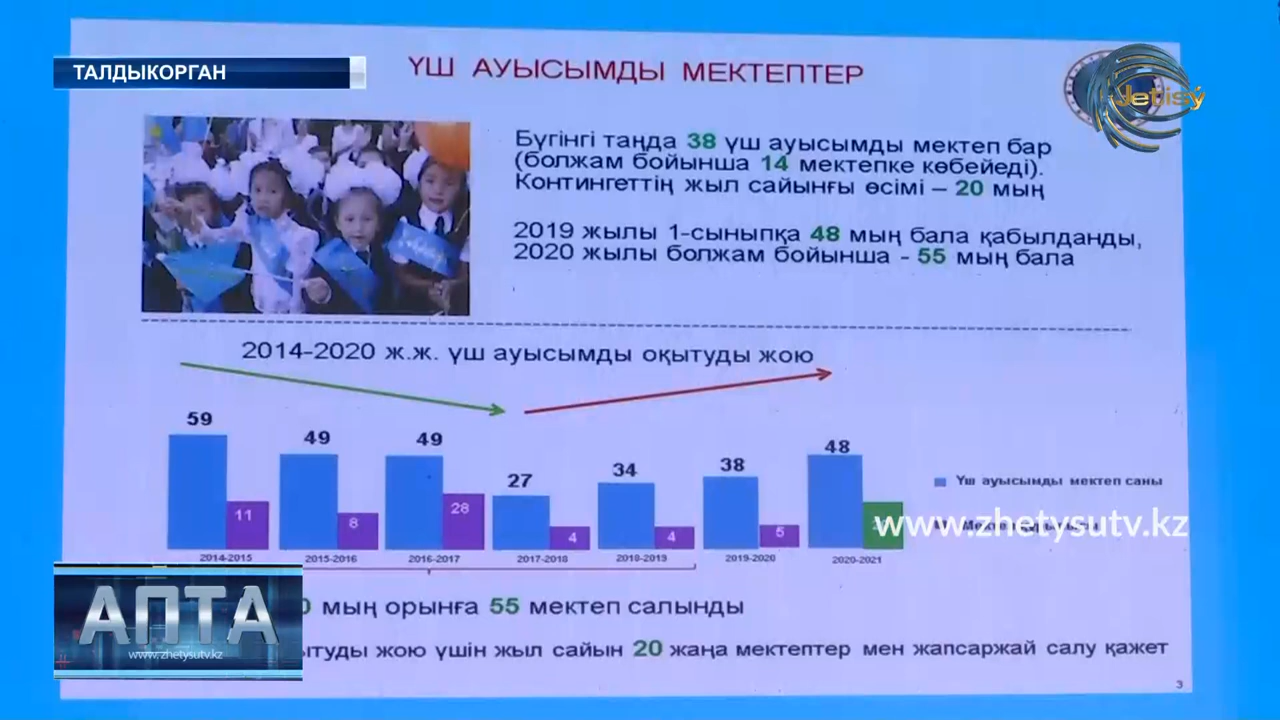 ТАЛДЫКОРГАН
ҮШ АУЫСЫМДЫ МЕКТЕПТЕР
Jetisý
Бүгінгі таңда 38 үш ауысымды мектеп бар
(болжам бойынша 14 мектепке көбейеді).
Контингеттің жыл сайынғы өсімі – 20 мың
2019 жылы 1-сыныпқа 48 мың бала қабылданды,
2020 жылы болжам бойынша - 55 мың бала
2014-2020 ж.ж. үш ауысымды оқытуды жою
59 49 49 27 34 38 48
11 8 28 4 4 5
Үш ауысымды мектеп саны
www.zhetysutv.kz
2014-2015 2015-2016 2016-2017 2017-2018 2018-2019 2019-2020 2020-2021
мың орынға 55 мектеп салынды
АПТА
www.zhetysutv.kz
жою үшін жыл сайын 20 жаңа мектептер мен жапсаржай салу қажет
3